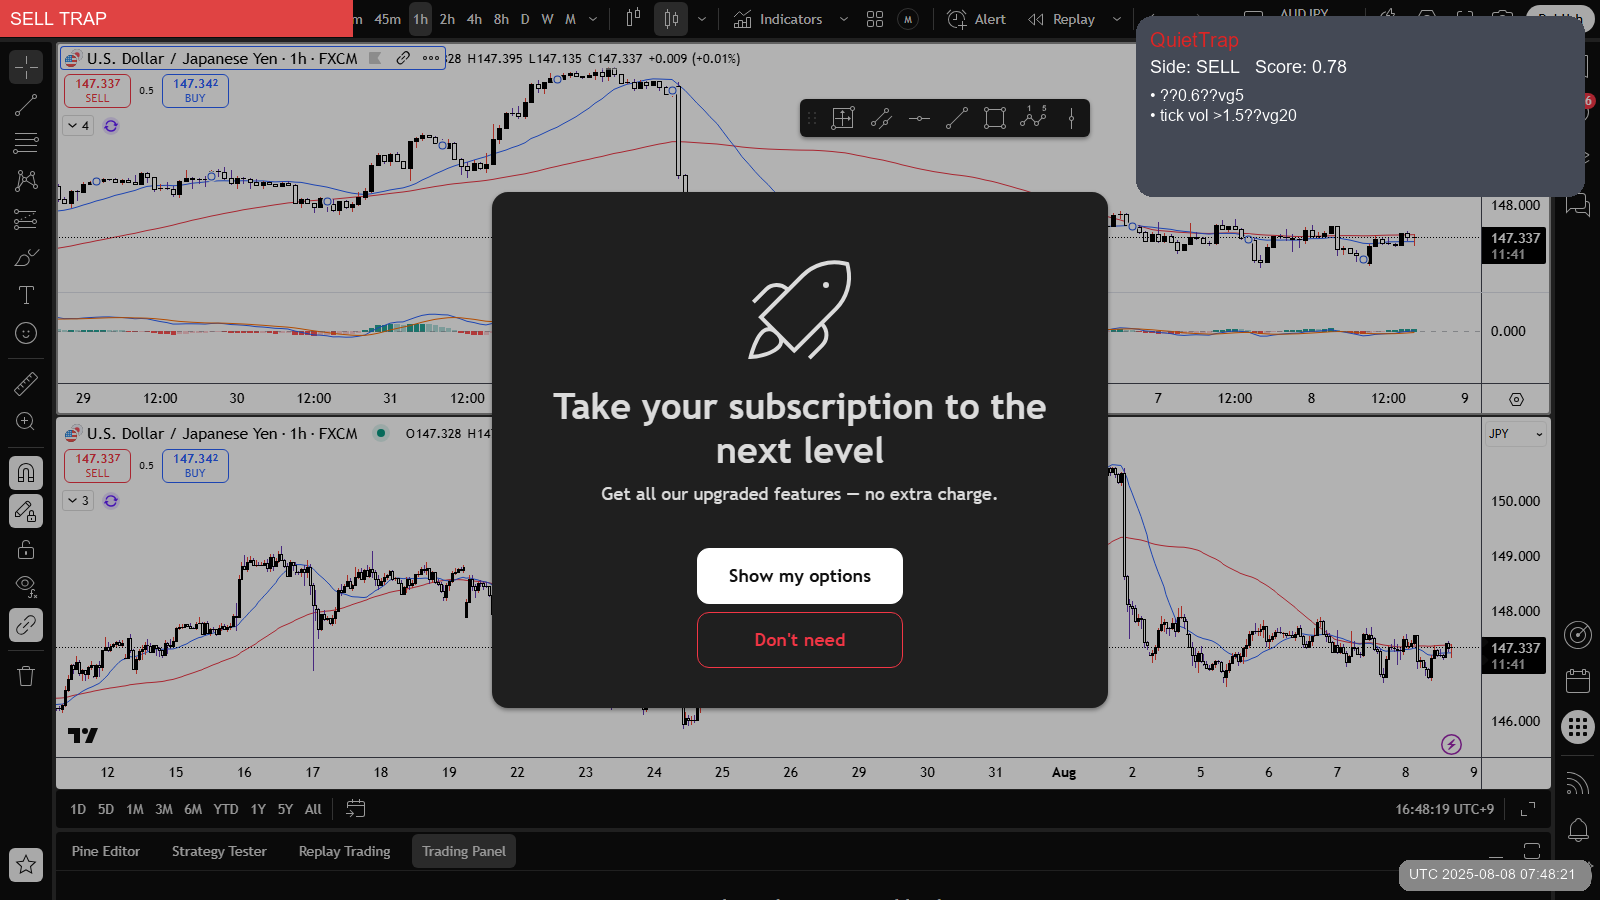 SELL TRAP
m 45m 1h 2h 4h 8h D W M
Indicators
M
Alert
Replay
AUDJPY
QuietTrap
Side: SELL Score: 0.78
• ??0.6??vg5
• tick vol >1.5??vg20
U.S. Dollar / Japanese Yen · 1h · FXCM
28 H147.395 L147.135 C147.337 +0.009 (+0.01%)
147.337 SELL
0.5
147.342 BUY
4
1 5
148.000
147.337
11:41
0.000
29 12:00 30 12:00 31 12:00 7 12:00 8 12:00 9
Take your subscription to the
next level
Get all our upgraded features — no extra charge.
Show my options
Don't need
U.S. Dollar / Japanese Yen · 1h · FXCM
O147.328 H14
JPY
147.337 SELL
0.5
147.342 BUY
3
150.000
149.000
148.000
147.337
11:41
146.000
12 15 16 17 18 19 22 23 24 25 26 29 30 31 Aug 2 5 6 7 8 9
1D 5D 1M 3M 6M YTD 1Y 5Y All
16:48:19 UTC+9
Pine Editor
Strategy Tester
Replay Trading
Trading Panel
UTC 2025-08-08 07:48:21